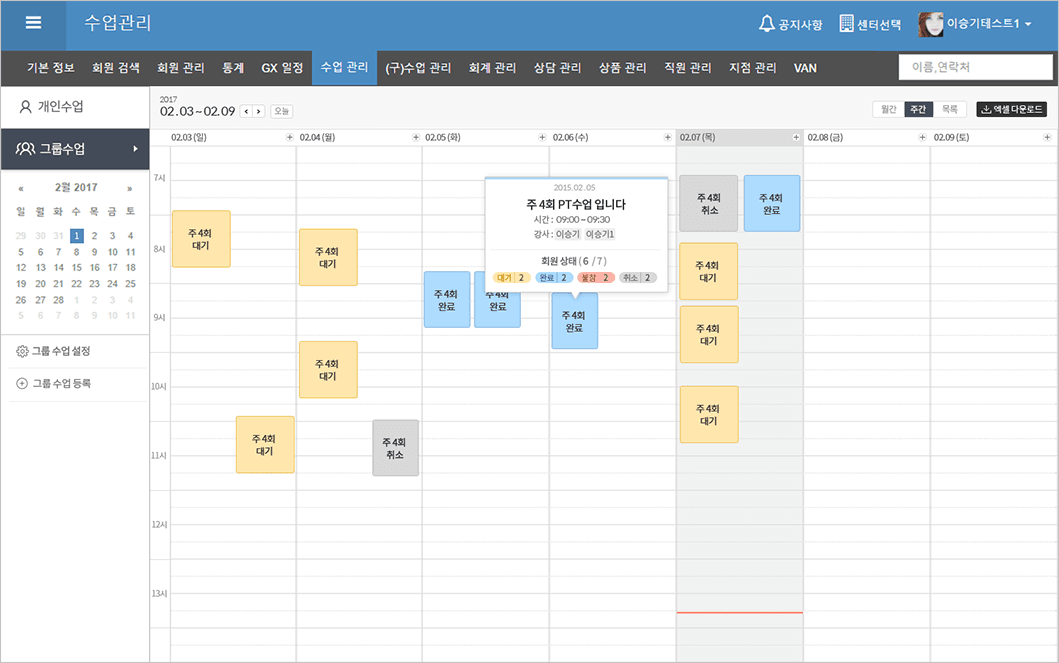 수업관리
공지사항
센터선택
이승기테스트1
기본 정보 회원 검색 회원 관리 통계 GX 일정 수업 관리 (구)수업 관리 회계 관리 상담 관리 상품 관리 직원 관리 지점 관리 VAN
이름,연락처
개인수업
그룹수업
« 2월 2017 »
일 월 화 수 목 금 토
29 30 31 1 2 3 4
5 6 7 8 9 10 11
12 13 14 15 16 17 18
19 20 21 22 23 24 25
26 27 28 1 2 3 4
5 6 7 8 9 10 11
그룹 수업 설정
그룹 수업 등록
2017
02.03 ~ 02.09 < > 오늘
월간 주간 목록
엑셀 다운로드
02.03 (일) +
02.04 (월) +
02.05 (화) +
02.06 (수) +
02.07 (목) +
02.08 (금) +
02.09 (토) +
7시
8시
9시
10시
11시
12시
13시
주 4회
대기
주 4회
대기
주 4회
대기
주 4회
대기
주 4회
취소
주 4회
완료
주 4회
완료
2015.02.05
주 4회 PT수업 입니다
시간 : 09:00 ~ 09:30
강사 : 이승기 이승기1
회원 상태 ( 6 / 7 )
대기 2 완료 2 불참 2 취소 2
주 4회
완료
주 4회
취소
주 4회
완료
주 4회
대기
주 4회
대기
주 4회
대기